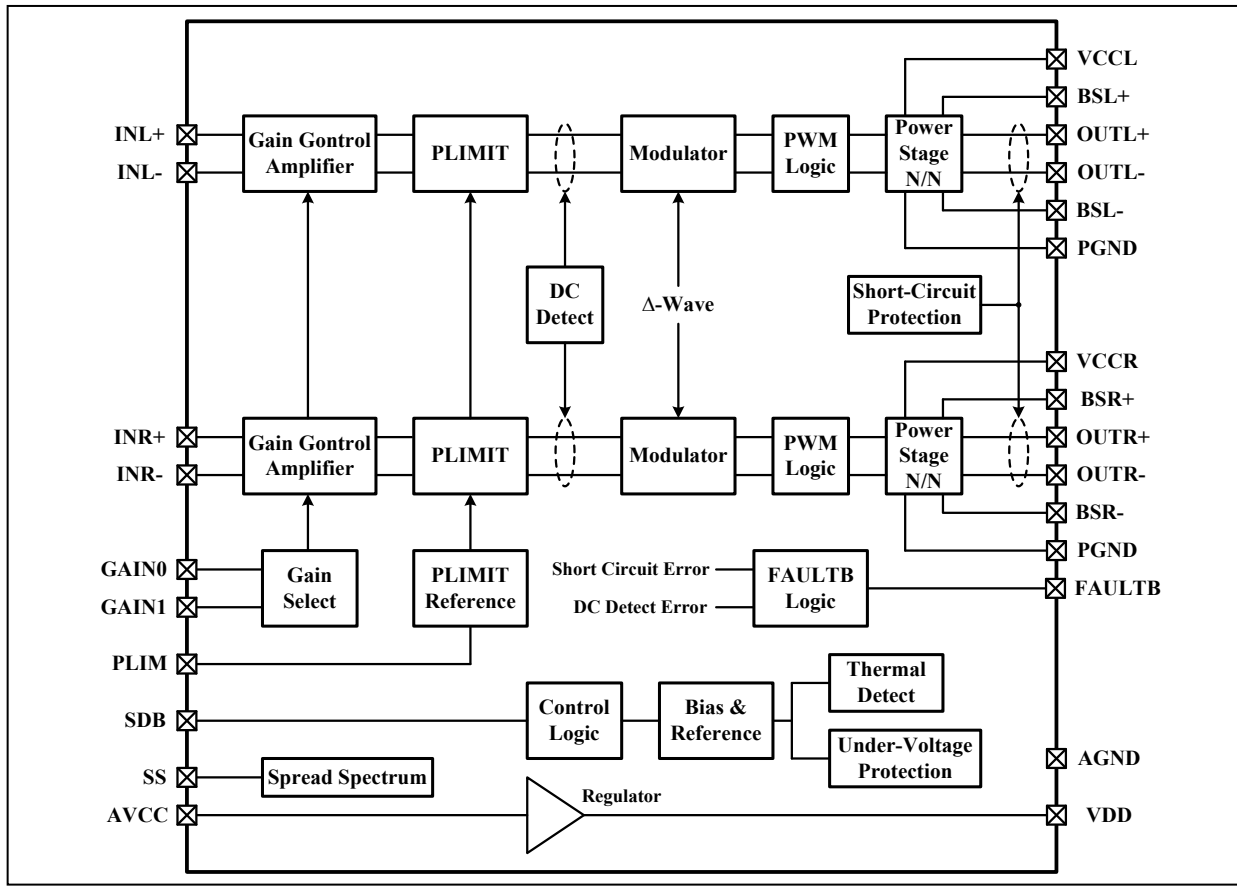 VCCL
BSL+
INL+
Gain Gontrol
Amplifier
PLIMIT
Modulator
PWM
Logic
Power
Stage
N/N
OUTL+
INL-
OUTL-
BSL-
PGND
DC
Detect
Δ-Wave
Short-Circuit
Protection
VCCR
BSR+
INR+
Gain Gontrol
Amplifier
PLIMIT
Modulator
PWM
Logic
Power
Stage
N/N
OUTR+
INR-
OUTR-
BSR-
PGND
GAIN0
GAIN1
Gain
Select
PLIMIT
Reference
Short Circuit Error
DC Detect Error
FAULTB
Logic
FAULTB
PLIM
SDB
Control
Logic
Bias &
Reference
Thermal
Detect
Under-Voltage
Protection
AGND
SS
Spread Spectrum
AVCC
Regulator
VDD